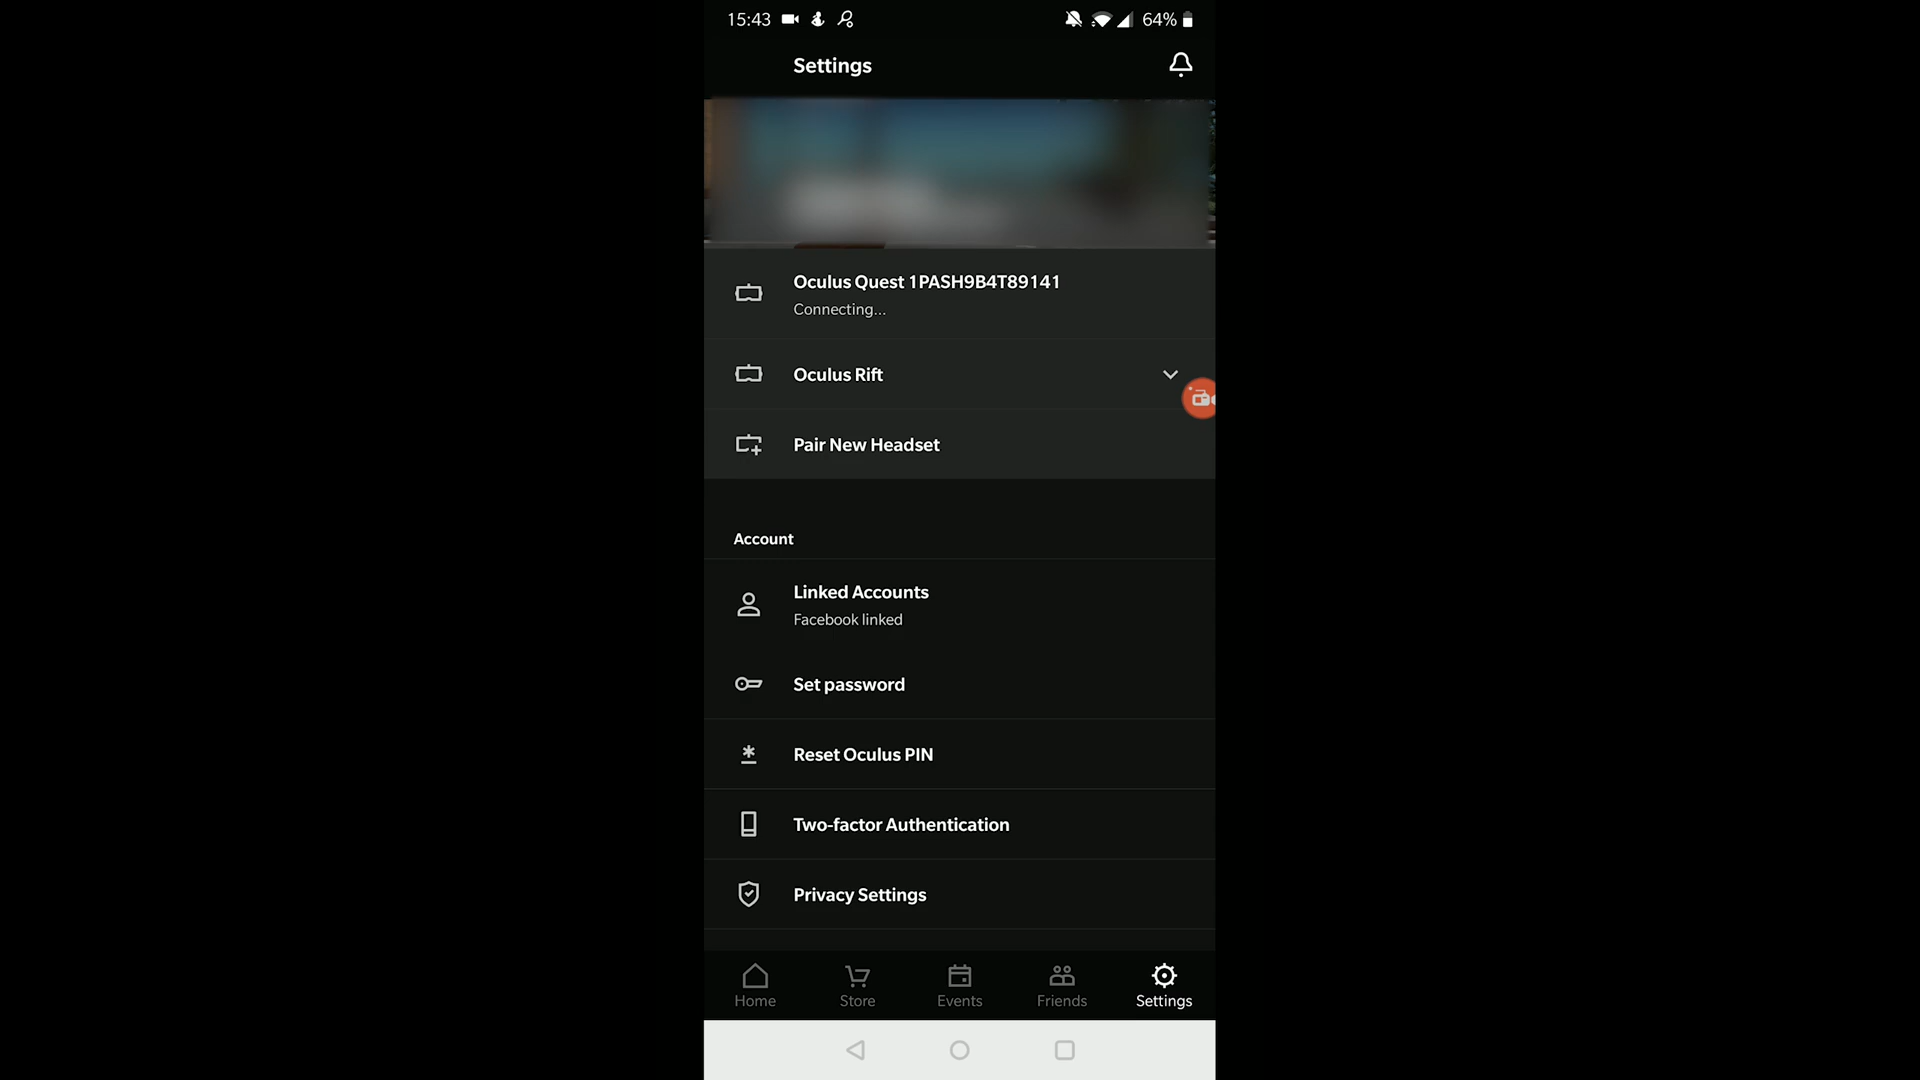 15:43
64%
Settings
Oculus Quest 1PASH9B4T89141
Connecting...
Oculus Rift
Pair New Headset
Account
Linked Accounts
Facebook linked
Set password
Reset Oculus PIN
Two-factor Authentication
Privacy Settings
Home
Store
Events
Friends
Settings